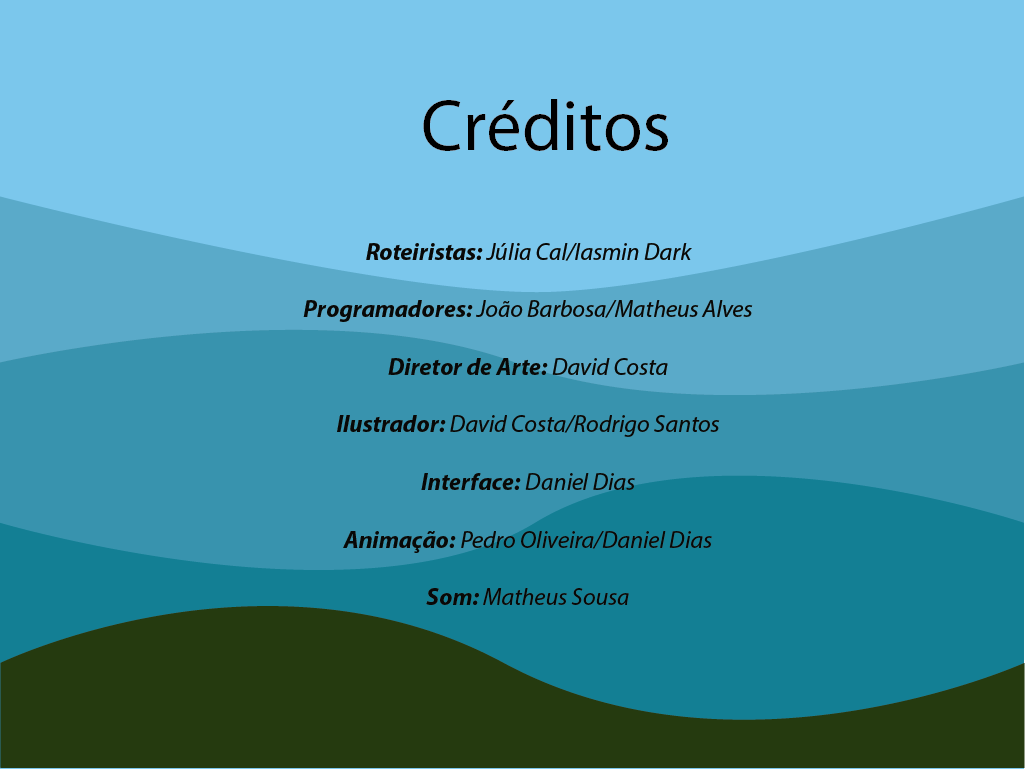 Créditos
Roteiristas: Júlia Cal/Iasmin Dark
Programadores: João Barbosa/Matheus Alves
Diretor de Arte: David Costa
Ilustrador: David Costa/Rodrigo Santos
Interface: Daniel Dias
Animação: Pedro Oliveira/Daniel Dias
Som: Matheus Sousa